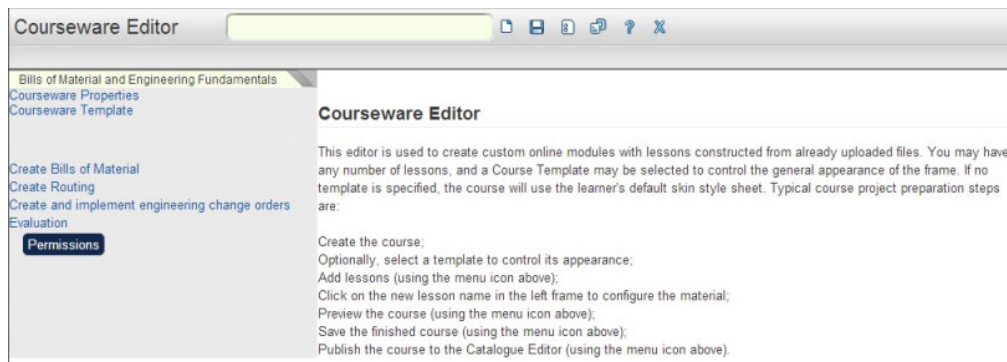 Courseware Editor
Bills of Material and Engineering Fundamentals
Courseware Properties
Courseware Template
Create Bills of Material
Create Routing
Create and implement engineering change orders
Evaluation
Permissions
Courseware Editor
This editor is used to create custom online modules with lessons constructed from already uploaded files. You may have
any number of lessons, and a Course Template may be selected to control the general appearance of the frame. If no
template is specified, the course will use the learner's default skin style sheet. Typical course project preparation steps
are:
Create the course;
Optionally, select a template to control its appearance;
Add lessons (using the menu icon above);
Click on the new lesson name in the left frame to configure the material;
Preview the course (using the menu icon above);
Save the finished course (using the menu icon above);
Publish the course to the Catalogue Editor (using the menu icon above).